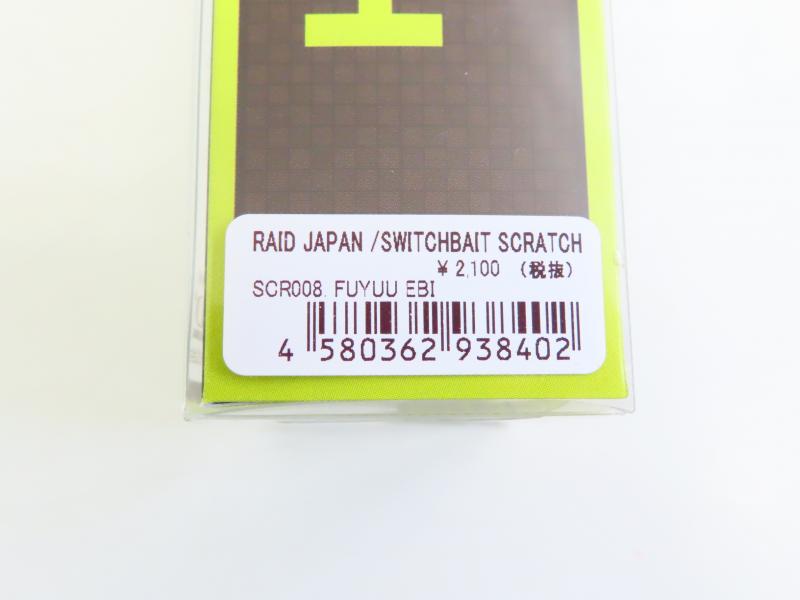 RAID JAPAN /SWITCHBAIT SCRATCH
¥ 2,100 (税抜)
SCR008. FUYUU EBI
4 580362 938402